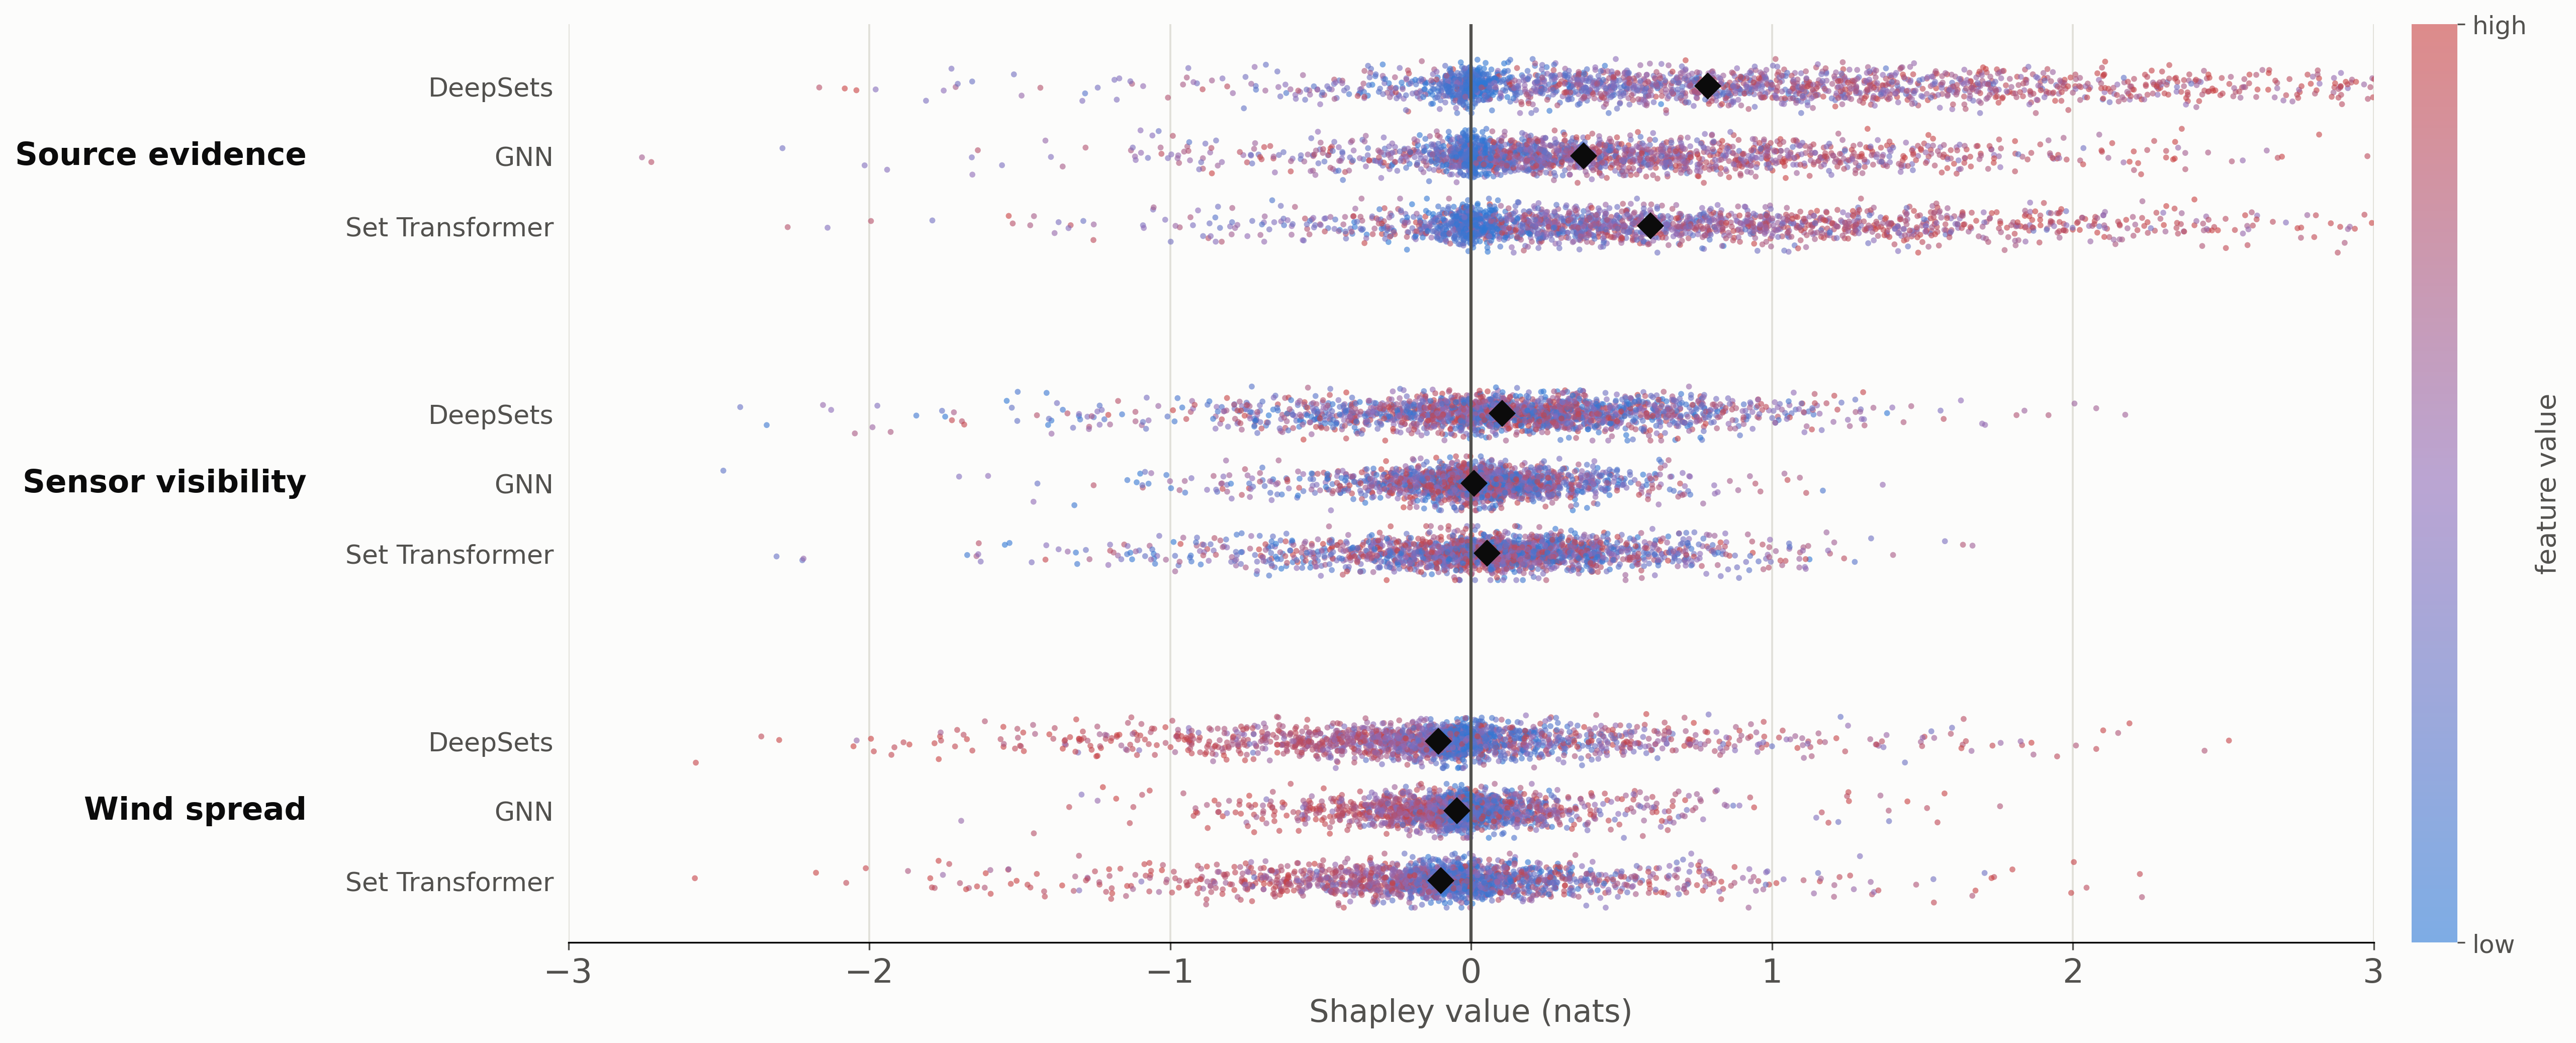 Source evidence
DeepSets
GNN
Set Transformer
Sensor visibility
DeepSets
GNN
Set Transformer
Wind spread
DeepSets
GNN
Set Transformer
−3 −2 −1 0 1 2 3
Shapley value (nats)
high
feature value
low